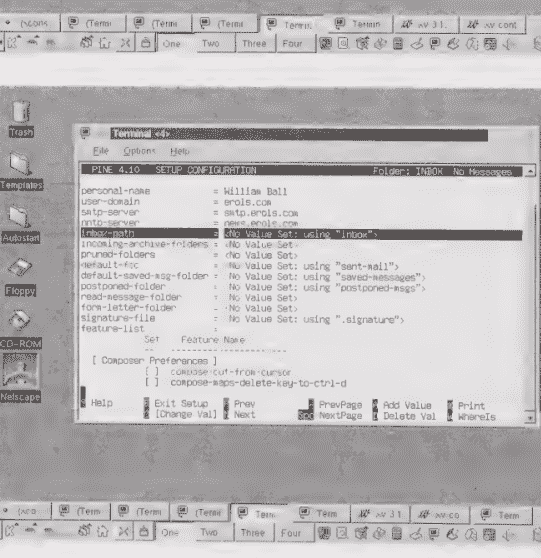 (Term
(Term
(Term
Termin
Termin
xv 3.1.
xv cont
One
Two
Three
Four
Trash
Templates
Autostart
Floppy
CD-ROM
Netscape
Terminal <4>
File Options Help
PINE 4.10 SETUP CONFIGURATION Folder: INBOX No Messages
personal-name = William Ball
user-domain = erols.com
smtp-server = smtp.erols.com
nntp-server = news.erols.com
inbox-path = <No Value Set: using "inbox">
incoming-archive-folders = <No Value Set>
pruned-folders = <No Value Set>
default-fcc = <No Value Set: using "sent-mail">
default-saved-msg-folder = <No Value Set: using "saved-messages">
postponed-folder = <No Value Set: using "postponed-msgs">
read-message-folder = <No Value Set>
form-letter-folder = <No Value Set>
signature-file = <No Value Set: using ".signature">
feature-list =
Set Feature Name
--- ----------------------
[ Composer Preferences ]
[ ] compose-cut-from-cursor
[ ] compose-maps-delete-key-to-ctrl-d
Help Exit Setup Prev PrevPage Add Value Print
[Change Val] Next Spc NextPage Delete Val WhereIs
(Term
(Term
(Term
Term
xv 3.1
xv co
Term
One
Two
Three
Four